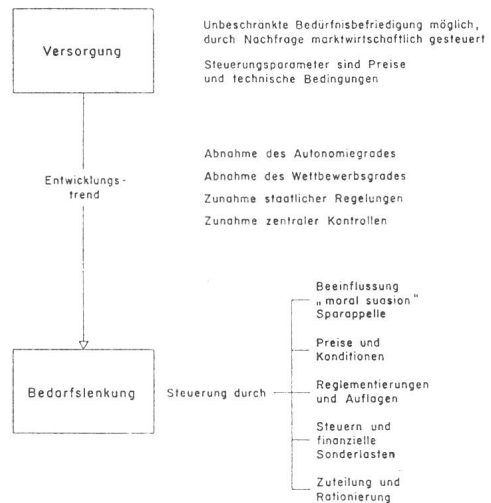 Versorgung
Unbeschränkte Bedürfnisbefriedigung möglich,
durch Nachfrage marktwirtschaftlich gesteuert
Steuerungsparameter sind Preise
und technische Bedingungen
Entwicklungs-
trend
Abnahme des Autonomiegrades
Abnahme des Wettbewerbsgrades
Zunahme staatlicher Regelungen
Zunahme zentraler Kontrollen
Bedarfslenkung
Steuerung durch
Beeinflussung
„moral suasion"
Sparappelle
Preise und
Konditionen
Reglementierungen
und Auflagen
Steuern und
finanzielle
Sonderlasten
Zuteilung und
Rationierung